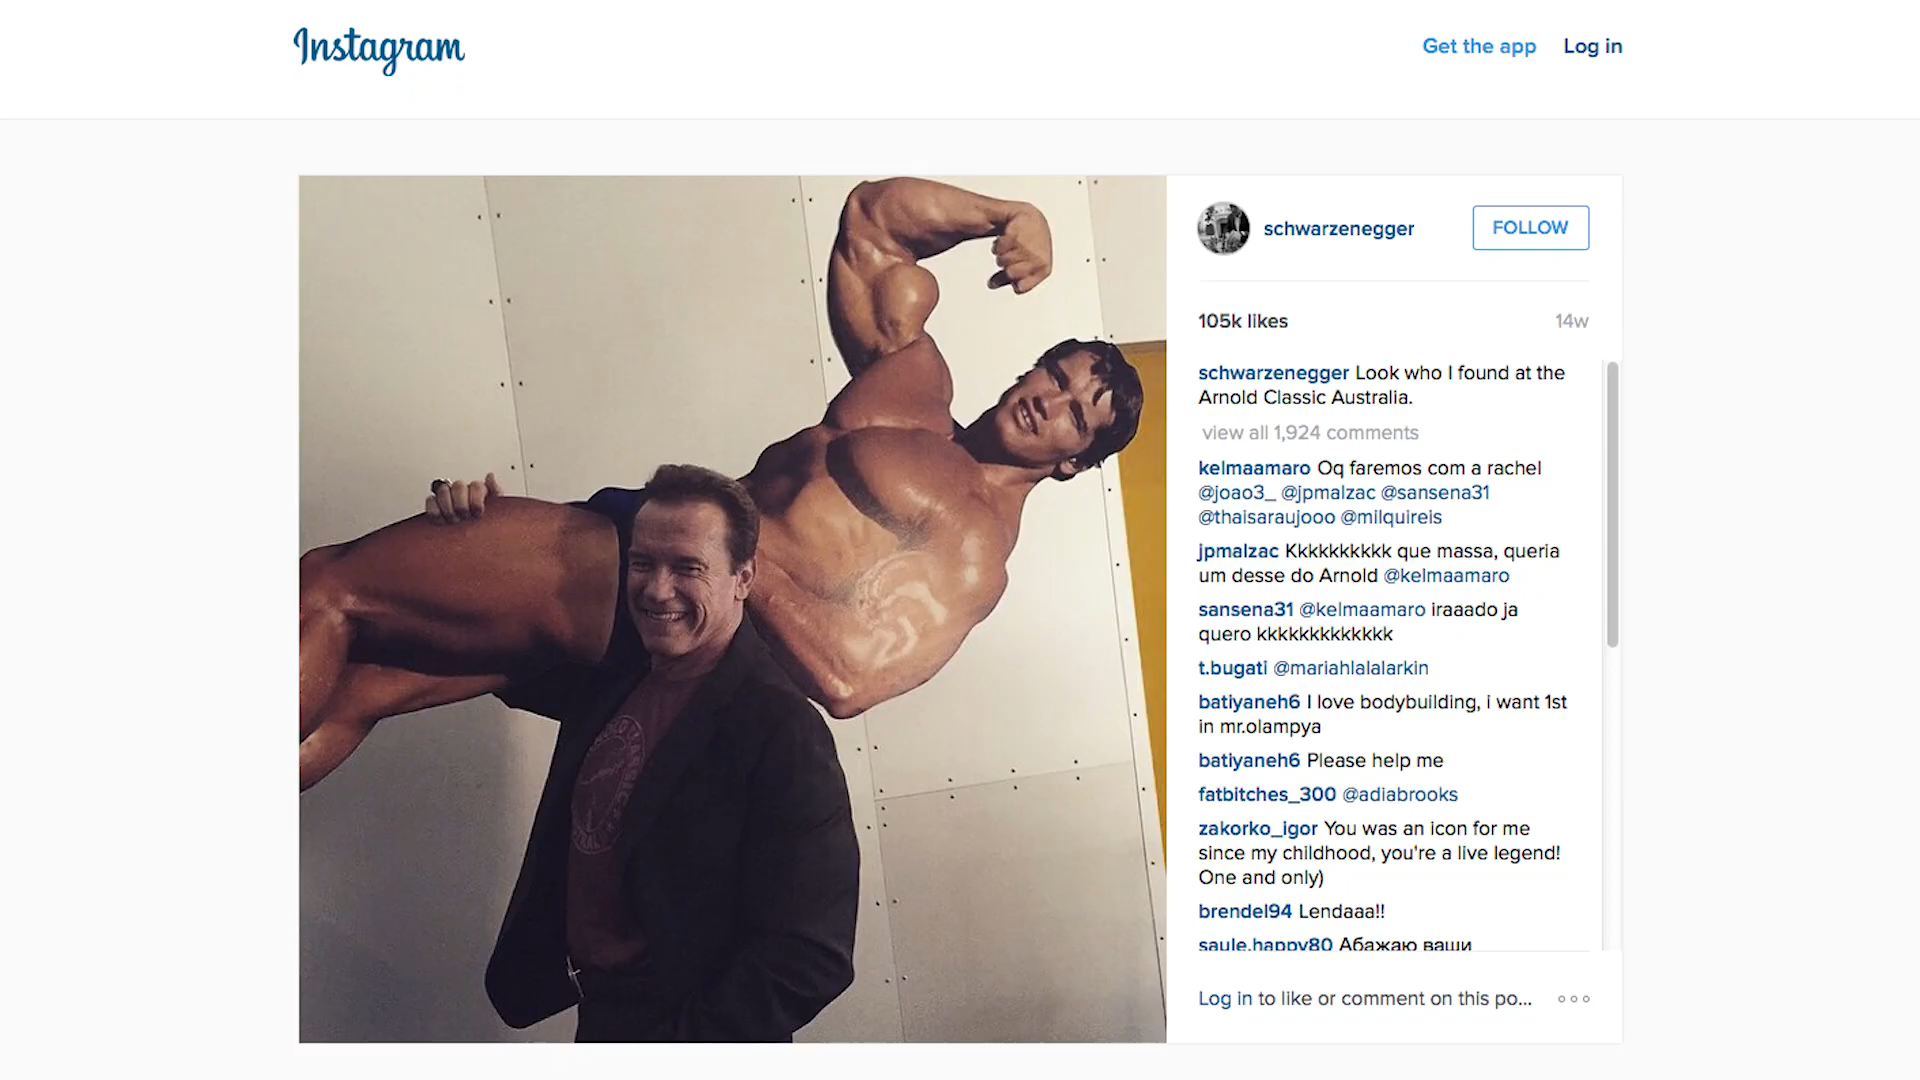 Instagram
Get the app
Log in
schwarzenegger
FOLLOW
105k likes
14w
schwarzenegger Look who I found at the
Arnold Classic Australia.
view all 1,924 comments
kelmaamaro Oq faremos com a rachel
@joao3_ @jpmalzac @sansena31
@thaisaraujooo @milquireis
jpmalzac Kkkkkkkkkk que massa, queria
um desse do Arnold @kelmaamaro
sansena31 @kelmaamaro iraaado ja
quero kkkkkkkkkkkkk
t.bugati @mariahlalalarkin
batiyaneh6 I love bodybuilding, i want 1st
in mr.olampya
batiyaneh6 Please help me
fatbitches_300 @adiabrooks
zakorko_igor You was an icon for me
since my childhood, you're a live legend!
One and only)
brendel94 Lendaaa!!
saule.happy80 Абажаю ваши
Log in to like or comment on this po...